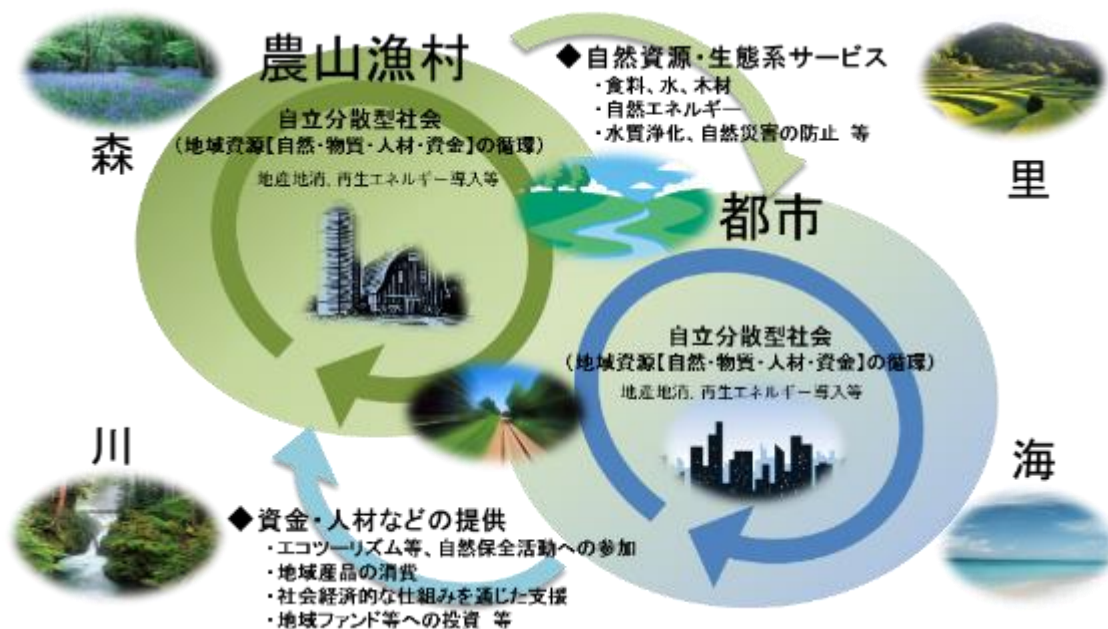 農山漁村
自立分散型社会
(地域資源【自然・物質・人材・資金】の循環)
地産地消、再生エネルギー導入等
森
◆自然資源・生態系サービス
・食料、水、木材
・自然エネルギー
・水質浄化、自然災害の防止 等
里
都市
自立分散型社会
(地域資源【自然・物質・人材・資金】の循環)
地産地消、再生エネルギー導入等
川
◆資金・人材などの提供
・エコツーリズム等、自然保全活動への参加
・地域産品の消費
・社会経済的な仕組みを通じた支援
・地域ファンド等への投資 等
海